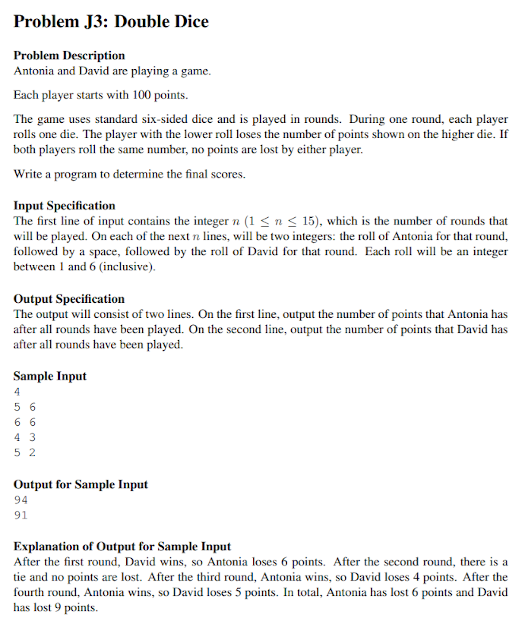 Problem J3: Double Dice
Problem Description
Antonia and David are playing a game.
Each player starts with 100 points.
The game uses standard six-sided dice and is played in rounds. During one round, each player
rolls one die. The player with the lower roll loses the number of points shown on the higher die. If
both players roll the same number, no points are lost by either player.
Write a program to determine the final scores.
Input Specification
The first line of input contains the integer n (1 ≤ n ≤ 15), which is the number of rounds that
will be played. On each of the next n lines, will be two integers: the roll of Antonia for that round,
followed by a space, followed by the roll of David for that round. Each roll will be an integer
between 1 and 6 (inclusive).
Output Specification
The output will consist of two lines. On the first line, output the number of points that Antonia has
after all rounds have been played. On the second line, output the number of points that David has
after all rounds have been played.
Sample Input
4
5 6
6 6
4 3
5 2
Output for Sample Input
94
91
Explanation of Output for Sample Input
After the first round, David wins, so Antonia loses 6 points. After the second round, there is a
tie and no points are lost. After the third round, Antonia wins, so David loses 4 points. After the
fourth round, Antonia wins, so David loses 5 points. In total, Antonia has lost 6 points and David
has lost 9 points.